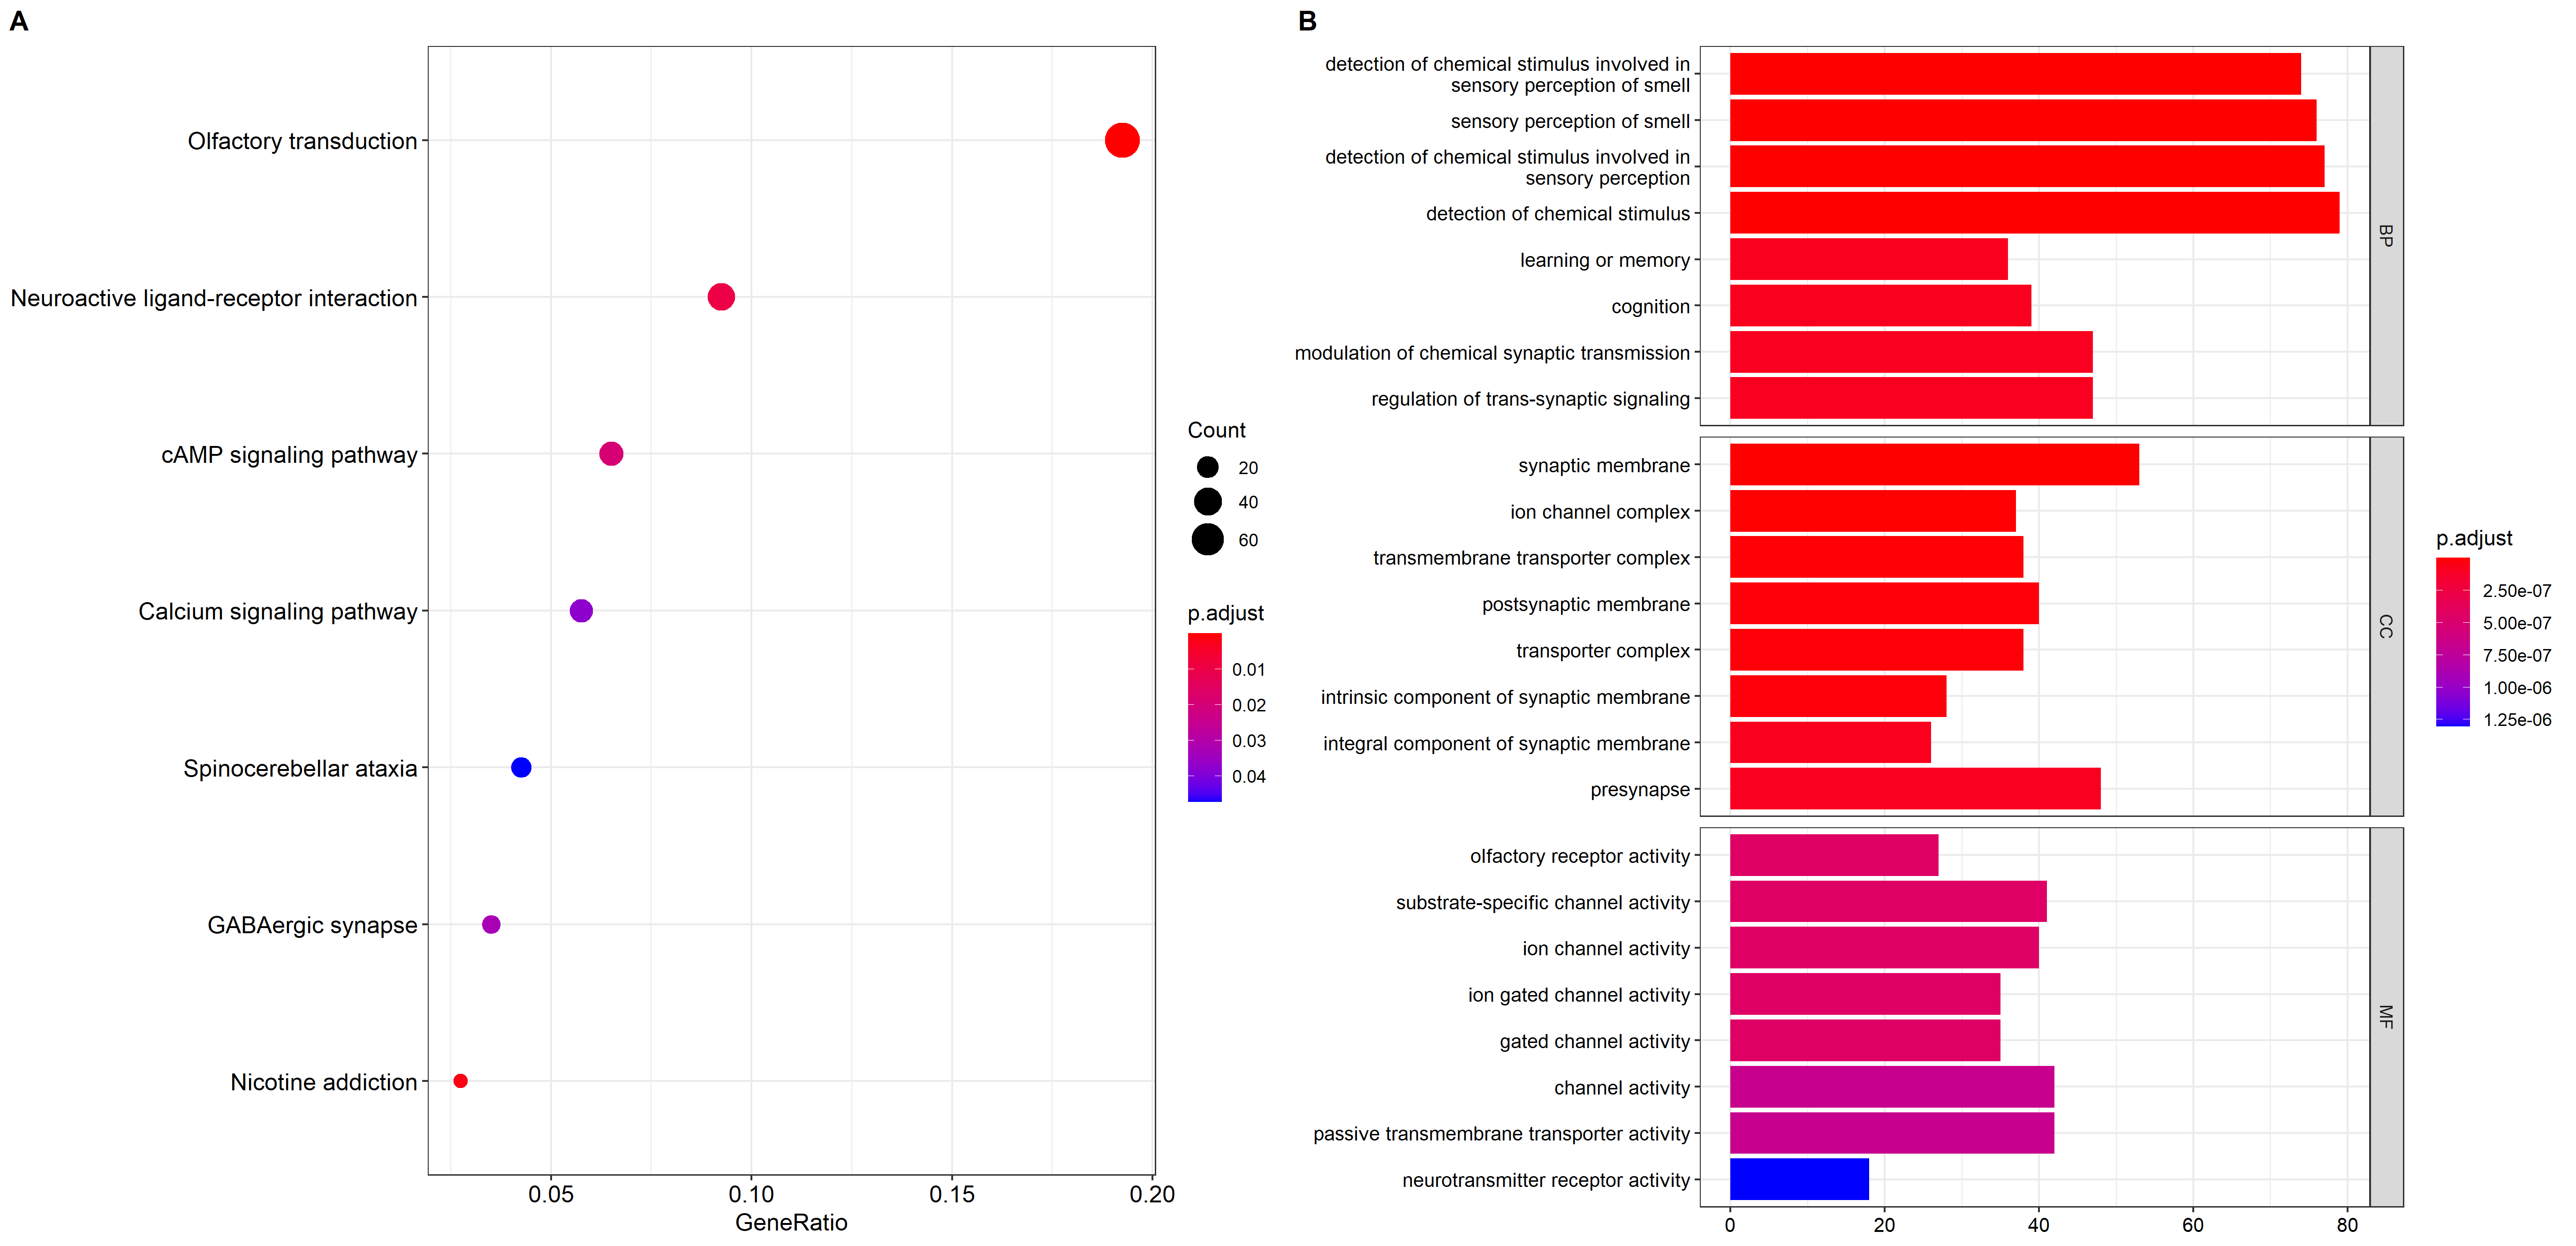 A
Olfactory transduction
Neuroactive ligand-receptor interaction
cAMP signaling pathway
Calcium signaling pathway
Spinocerebellar ataxia
GABAergic synapse
Nicotine addiction
0.05
0.10
0.15
0.20
GeneRatio
Count
20
40
60
p.adjust
0.01
0.02
0.03
0.04
B
detection of chemical stimulus involved in
sensory perception of smell
sensory perception of smell
detection of chemical stimulus involved in
sensory perception
detection of chemical stimulus
learning or memory
cognition
modulation of chemical synaptic transmission
regulation of trans-synaptic signaling
BP
synaptic membrane
ion channel complex
transmembrane transporter complex
postsynaptic membrane
transporter complex
intrinsic component of synaptic membrane
integral component of synaptic membrane
presynapse
CC
olfactory receptor activity
substrate-specific channel activity
ion channel activity
ion gated channel activity
gated channel activity
channel activity
passive transmembrane transporter activity
neurotransmitter receptor activity
MF
0
20
40
60
80
p.adjust
2.50e-07
5.00e-07
7.50e-07
1.00e-06
1.25e-06